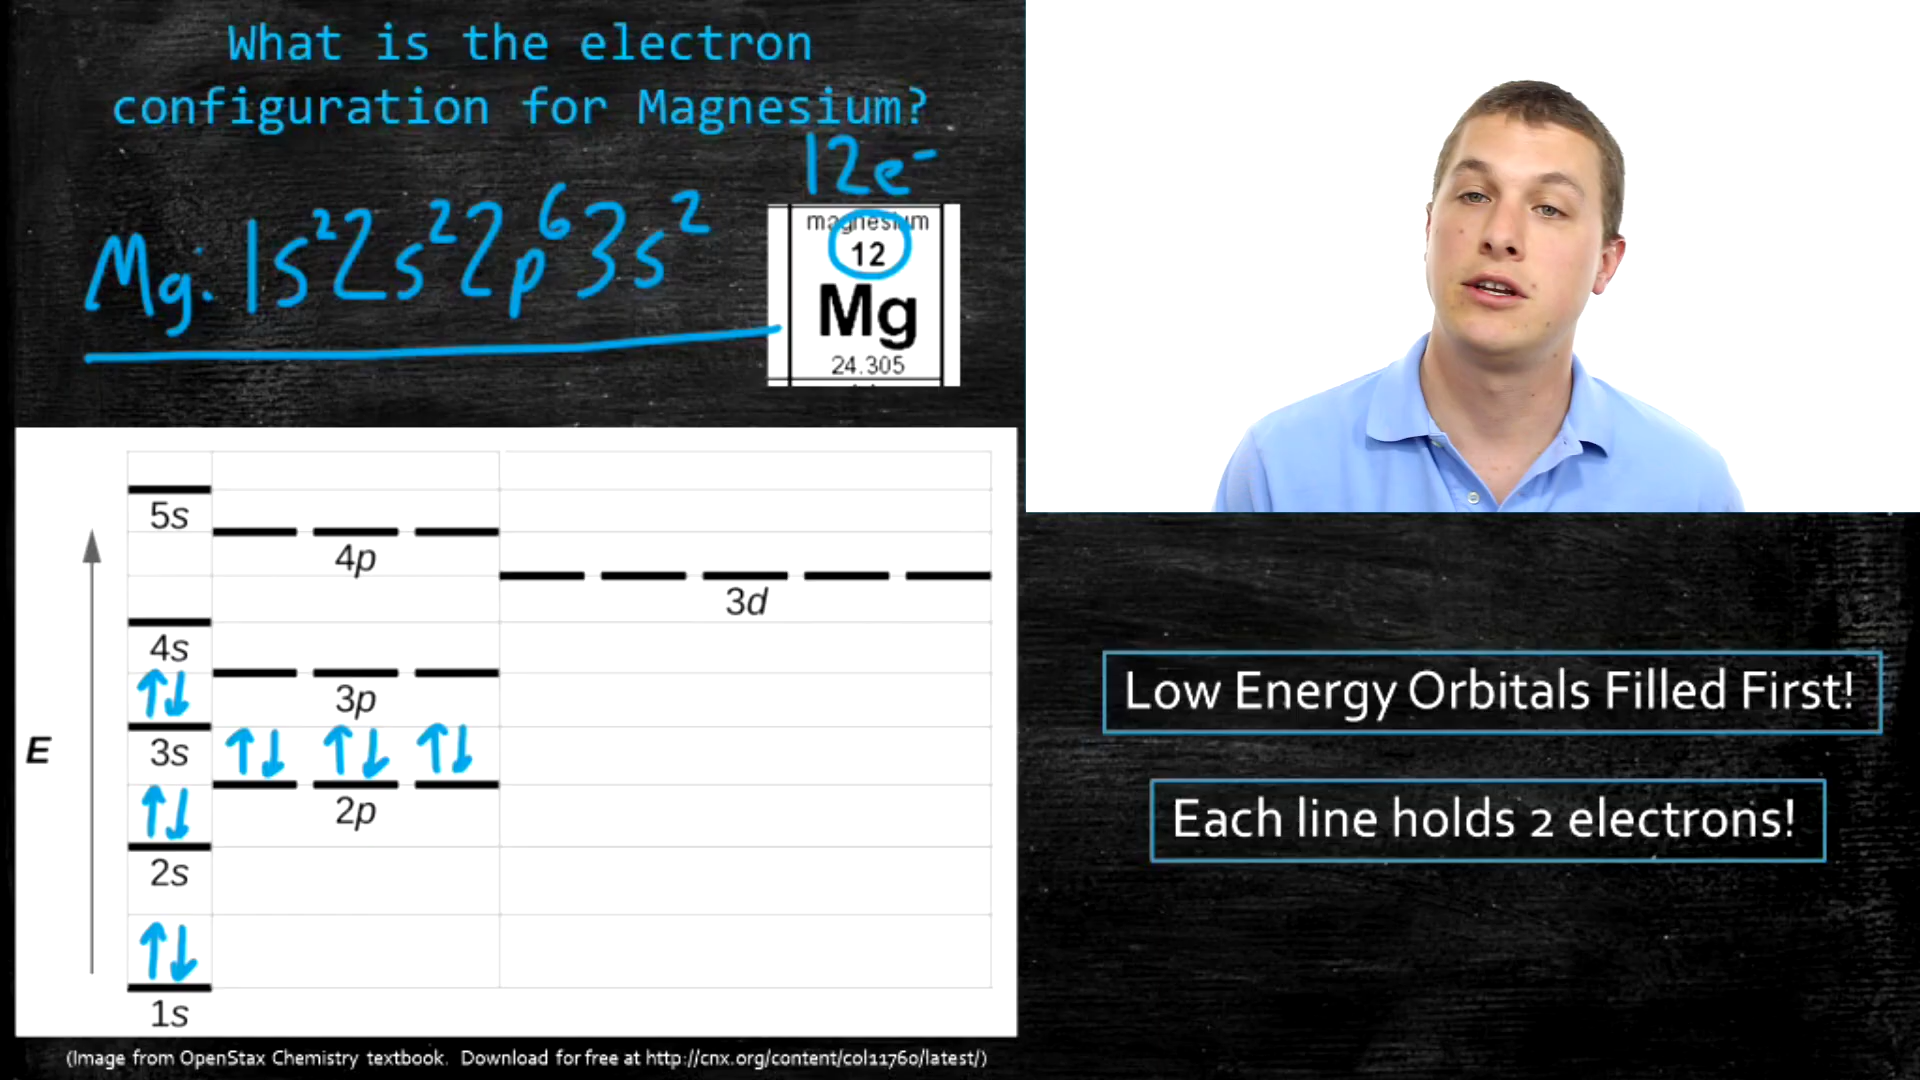 What is the electron
configuration for Magnesium?
12e⁻
Mg: 1s²2s²2p⁶3s²
magnesium
12
Mg
24.305
5s
4p
3d
4s
3p
E
3s
2p
2s
1s
(Image from OpenStax Chemistry textbook. Download for free at http://cnx.org/content/col11760/latest/)
Low Energy Orbitals Filled First!
Each line holds 2 electrons!